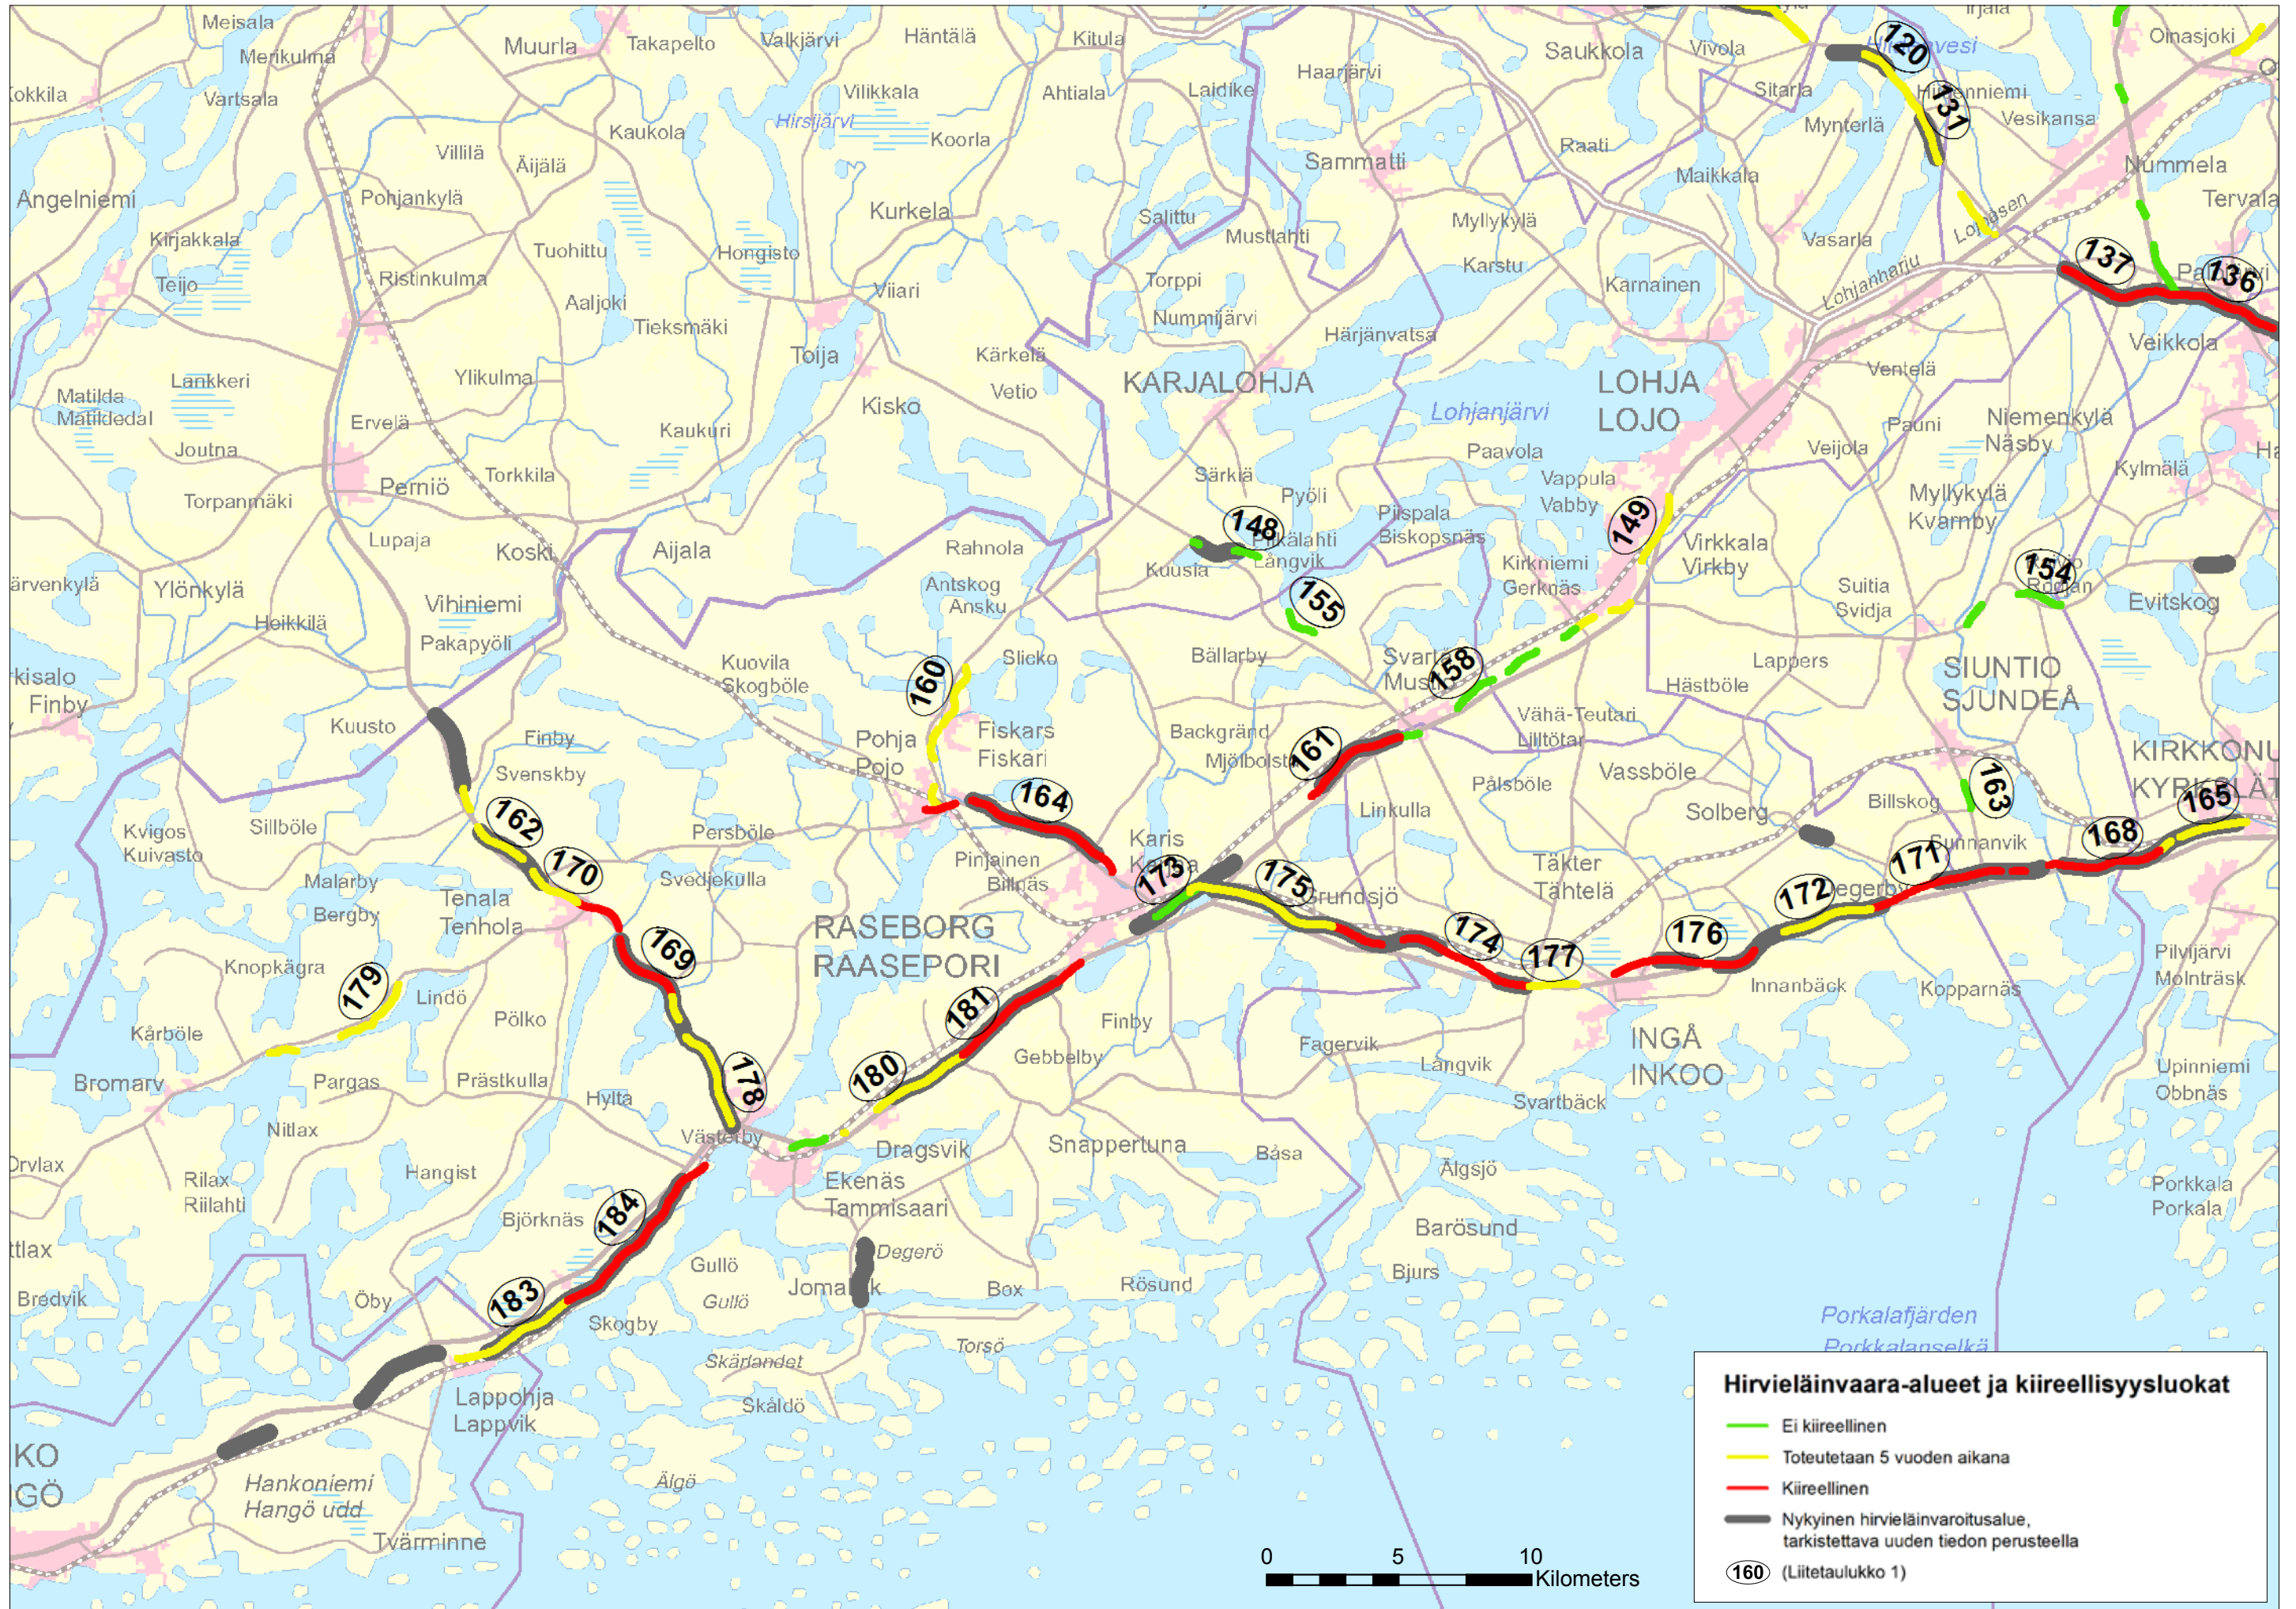 Meisala
Merikulma
Muurla
Takapelto
Valkjärvi
Häntälä
Kitula
Saukkola
Vivola
120
Oinasjoki
Vartsala
Vilikkala
Ahtiala
Haarjärvi
Laidike
Sitarla
131
Vesikansa
Hirsijärvi
Kaukola
Koorla
Mynterlä
Villilä
Äijälä
Sammatti
Raati
Maikkala
Nummela
Angelniemi
Pohjankylä
Kurkela
Salittu
Myllykylä
Tervala
Kirjakkala
Tuohittu
Hongisto
Mustlahti
Vasarla
Teijo
Ristinkulma
Viiari
Torppi
Karstu
Karnainen
Lohjanharju
137
136
Aaljoki
Tieksmäki
Nummijärvi
Härjänvatsa
Veikkola
Toija
Kärkelä
Vetio
Lankkeri
Ylikulma
KARJALOHJA
LOHJA
LOJO
Ventelä
Matilda
Matildedal
Ervelä
Kisko
Lohjanjärvi
Niemenkylä
Näsby
Pauni
Joutna
Kaukuri
Paavola
Veijola
Kylmälä
Torkkila
Särkiä
Vappula
Vabby
Perniö
Torpanmäki
Pyöli
Myllykylä
Kvarnby
148
149
Piispala
Biskopsnäs
Lupaja
Koski
Aijala
Rahnola
Långvik
Virkkala
Virkby
Kuusia
Kirkniemi
Gerknäs
154
Ylönkylä
Antskog
Ansku
155
Suitia
Svidja
Evitskog
Vihiniemi
Heikkilä
Pakapyöli
Slicko
Bällarby
158
Lappers
SIUNTIO
SJUNDEÅ
Finby
Kuovila
Skogböle
160
Hästböle
Kuusto
Finby
Svenskby
Pohja
Pojo
Fiskars
Fiskari
Backgränd
161
Vähä-Teutari
Lilltötar
Pålsböle
Vassböle
Solberg
Billskog
163
165
162
164
Linkulla
Sillböle
Kvigos
Kuivasto
Persböle
Pinjainen
Billnäs
Karis
168
170
Malarby
Bergby
Svedjekulla
173
175
Täkter
Tähtelä
171
172
Tenala
Tenhola
RASEBORG
RAASEPORI
174
176
177
Knopkägra
169
Pilvijärvi
Molnträsk
179
Lindö
Innanbäck
Kopparnäs
Kårböle
Pölko
181
Finby
Fagervik
INGÅ
INKOO
Gebbelby
Långvik
Bromarv
Pargas
Prästkulla
178
180
Upinniemi
Obbnäs
Hylta
Svartbäck
Nitlax
Västerby
Dragsvik
Snappertuna
Båsa
Älgsjö
Rilax
Riilahti
Hangist
Ekenäs
Tammisaari
Porkkala
Porkala
184
Björknäs
Barösund
Degerö
Gullö
Box
Rösund
Bjurs
Bredvik
Öby
183
Gullö
Skogby
Torsö
Porkalafjärden
Porkkalanselkä
Skärlandet
Lappohja
Lappvik
Skåldö
Älgö
Hankoniemi
Hangö udd
Tvärminne
0 5 10
Kilometers
Hirvieläinvaara-alueet ja kiireellisyysluokat
Ei kiireellinen
Toteutetaan 5 vuoden aikana
Kiireellinen
Nykyinen hirvieläinvaroitusalue,
tarkistettava uuden tiedon perusteella
160 (Liitetaulukko 1)